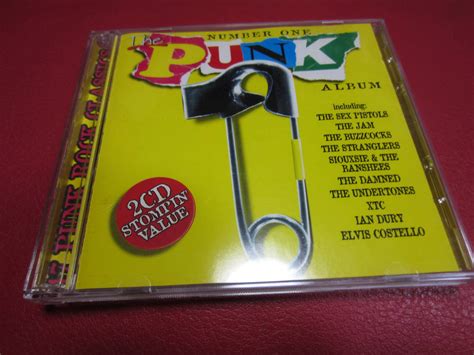 The
NUMBER ONE
PUNK
ALBUM
including:
THE SEX PISTOLS
THE JAM
THE BUZZCOCKS
THE STRANGLERS
SIOUXSIE & THE
BANSHEES
THE DAMNED
THE UNDERTONES
XTC
IAN DURY
ELVIS COSTELLO
2CD
STOMPIN'
VALUE
PUNK ROCK CLASSICS